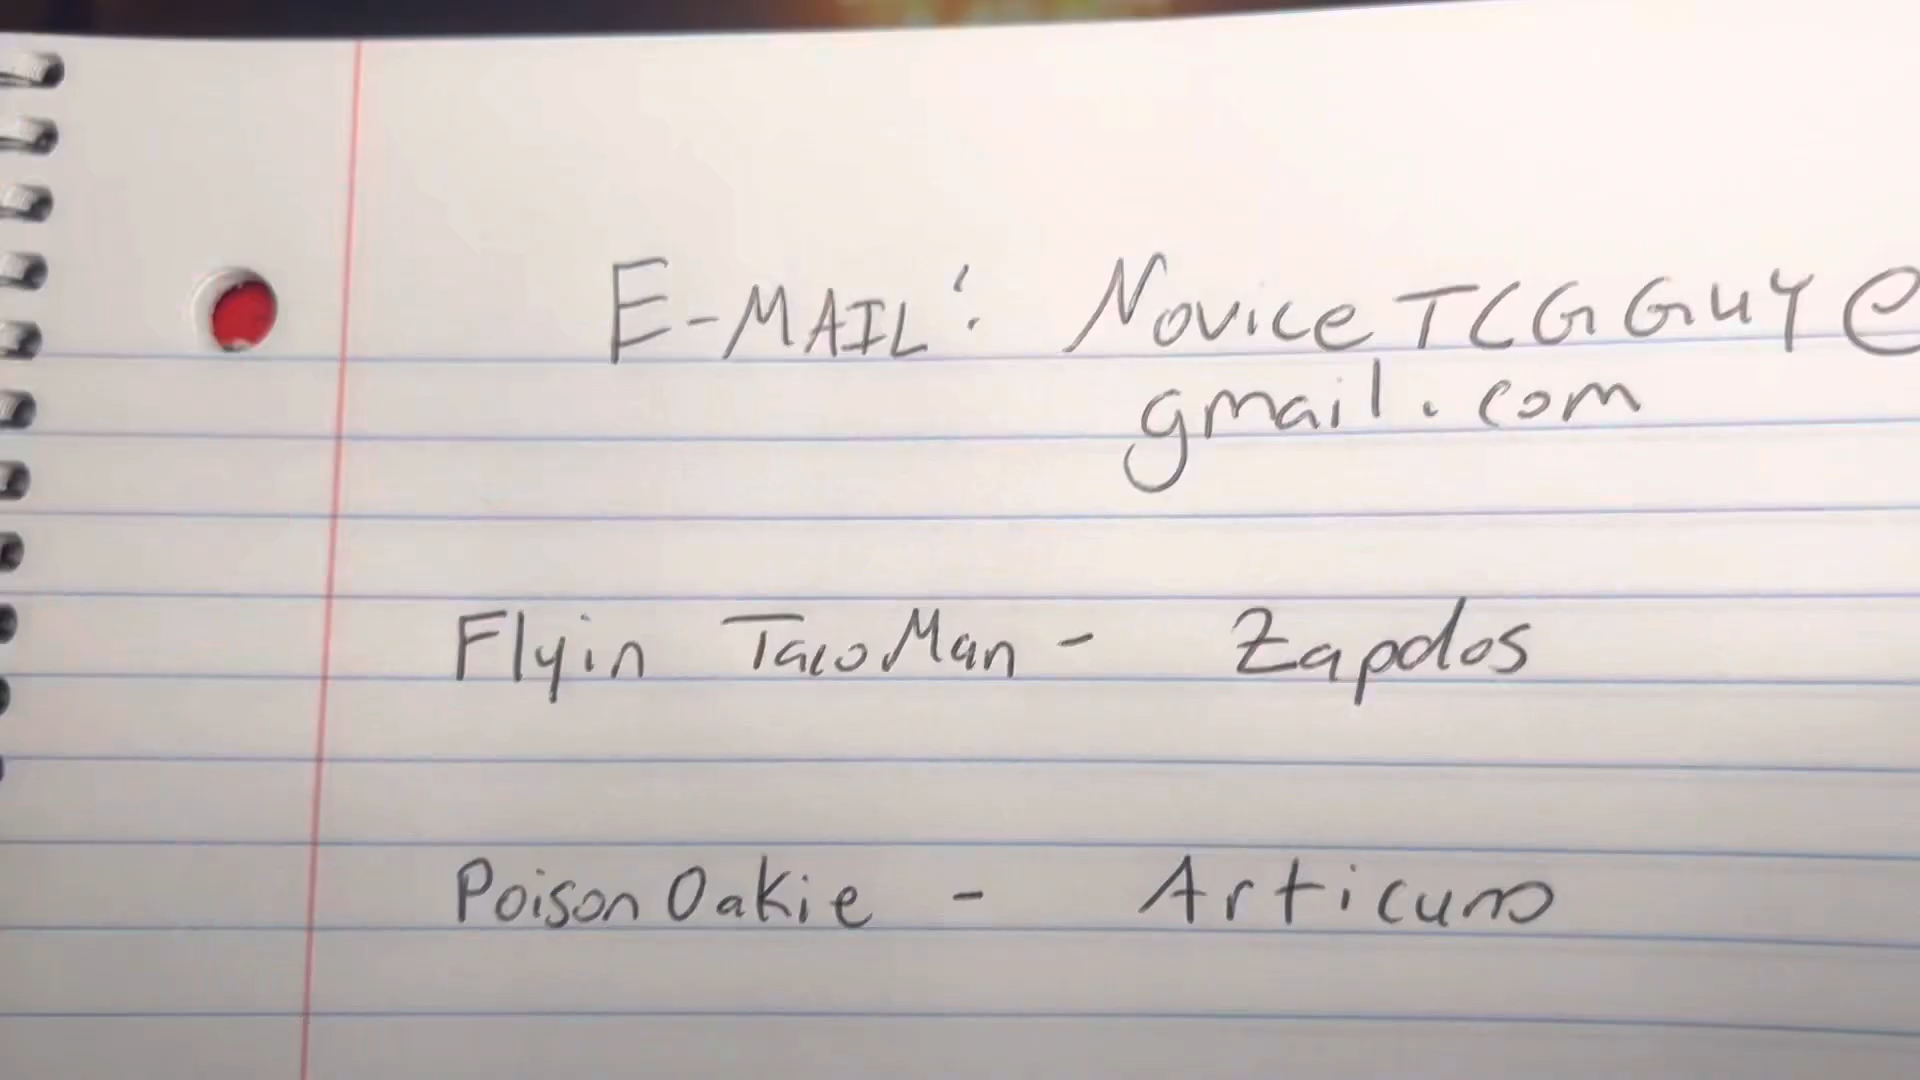 E-MAIL: NoviceTCGGuy@
gmail.com
Flyin TacoMan - Zapdos
PoisonOakie - Articuno